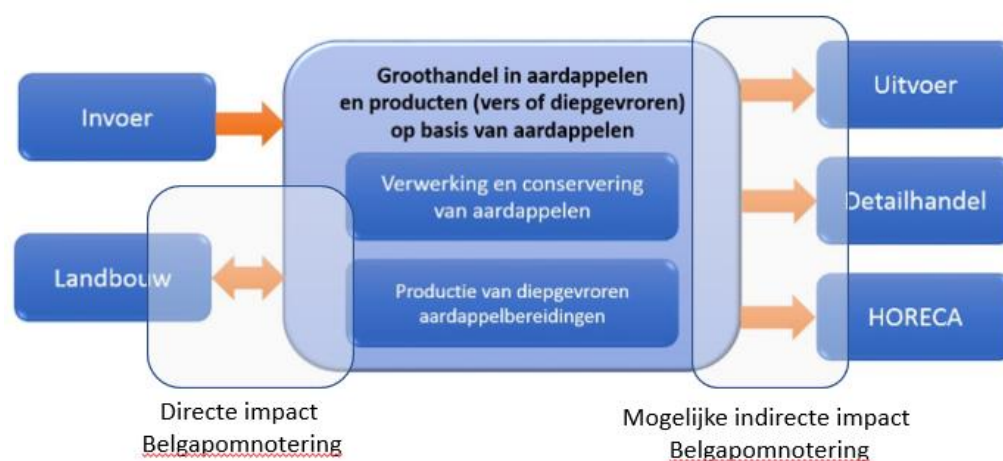 Invoer
Landbouw
Groothandel in aardappelen
en producten (vers of diepgevroren)
op basis van aardappelen
Verwerking en conservering
van aardappelen
Productie van diepgevroren
aardappelbereidingen
Uitvoer
Detailhandel
HORECA
Directe impact
Belgapomnotering
Mogelijke indirecte impact
Belgapomnotering